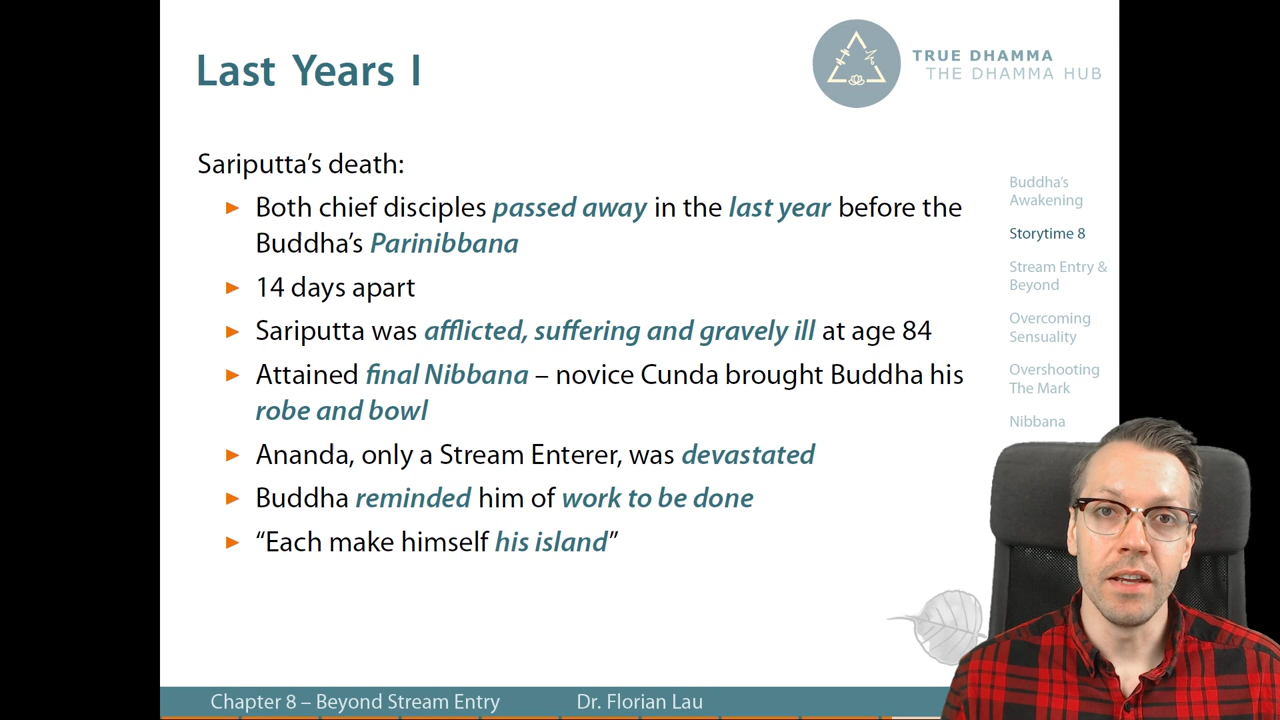 Last Years I
TRUE DHAMMA
THE DHAMMA HUB
Sariputta’s death:
► Both chief disciples passed away in the last year before the
Buddha’s Parinibbana
► 14 days apart
► Sariputta was afflicted, suffering and gravely ill at age 84
► Attained final Nibbana – novice Cunda brought Buddha his
robe and bowl
► Ananda, only a Stream Enterer, was devastated
► Buddha reminded him of work to be done
► “Each make himself his island”
Buddha’s
Awakening
Storytime 8
Stream Entry &
Beyond
Overcoming
Sensuality
Overshooting
The Mark
Nibbana
Chapter 8 – Beyond Stream Entry
Dr. Florian Lau